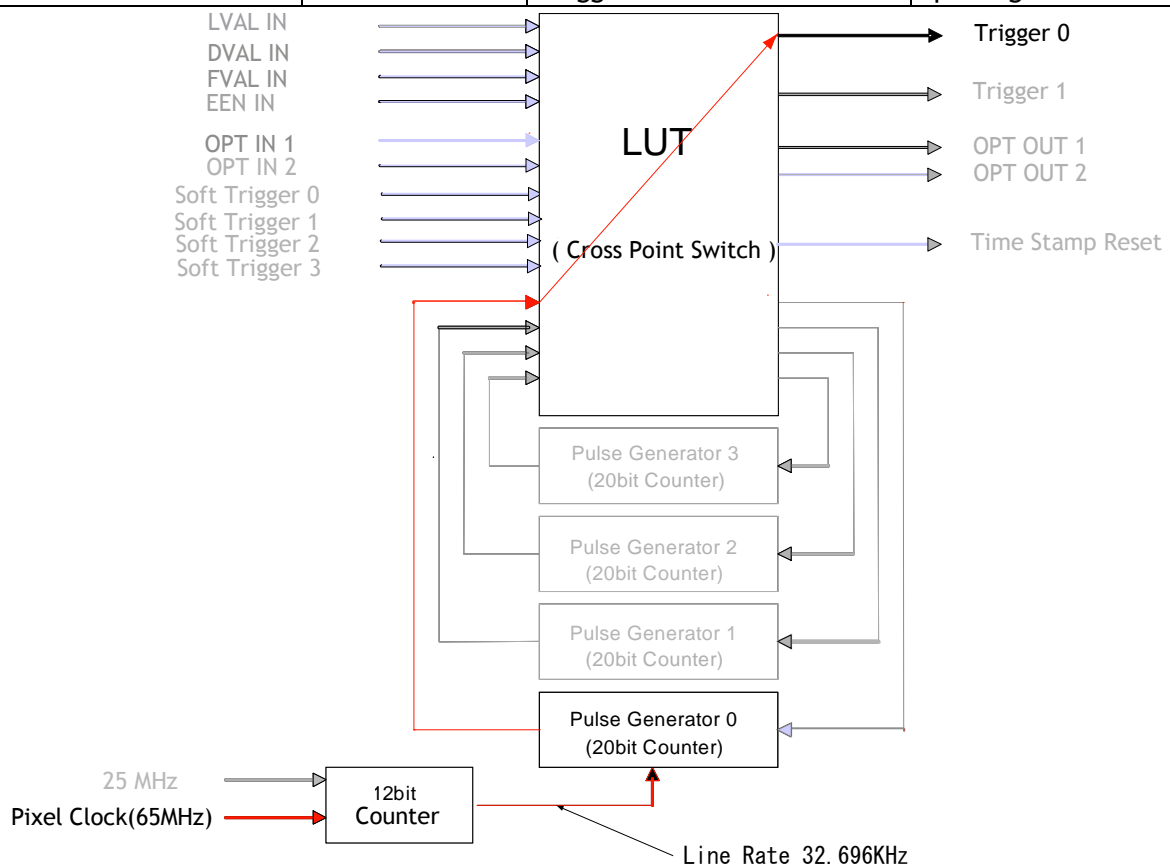 LVAL IN
DVAL IN
FVAL IN
EEN IN
OPT IN 1
OPT IN 2
Soft Trigger 0
Soft Trigger 1
Soft Trigger 2
Soft Trigger 3
LUT
( Cross Point Switch )
Trigger 0
Trigger 1
OPT OUT 1
OPT OUT 2
Time Stamp Reset
Pulse Generator 3
(20bit Counter)
Pulse Generator 2
(20bit Counter)
Pulse Generator 1
(20bit Counter)
Pulse Generator 0
(20bit Counter)
25 MHz
Pixel Clock(65MHz)
12bit
Counter
Line Rate 32.696KHz